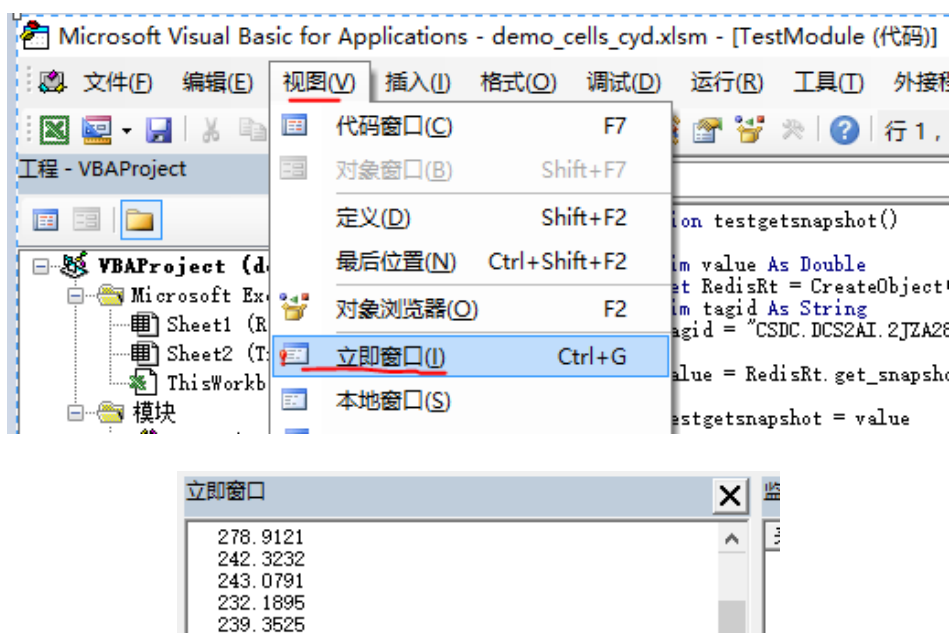 Microsoft Visual Basic for Applications - demo_cells_cyd.xlsm - [TestModule (代码)]
文件(F) 编辑(E) 视图(V) 插入(I) 格式(O) 调试(D) 运行(R) 工具(T) 外接程
行 1,
工程 - VBAProject
代码窗口(C) F7
对象窗口(B) Shift+F7
定义(D) Shift+F2
最后位置(N) Ctrl+Shift+F2
对象浏览器(O) F2
立即窗口(I) Ctrl+G
本地窗口(S)
VBAProject (d
Microsoft Ex
Sheet1 (R
Sheet2 (T
ThisWorkb
模块
ion testgetsnapshot()
im value As Double
et RedisRt = CreateObject(
im tagid As String
agid = "CSDC.DCS2AI.2JZA28
alue = RedisRt.get_snapsho
estgetsnapshot = value
立即窗口
278.9121
242.3232
243.0791
232.1895
239.3525